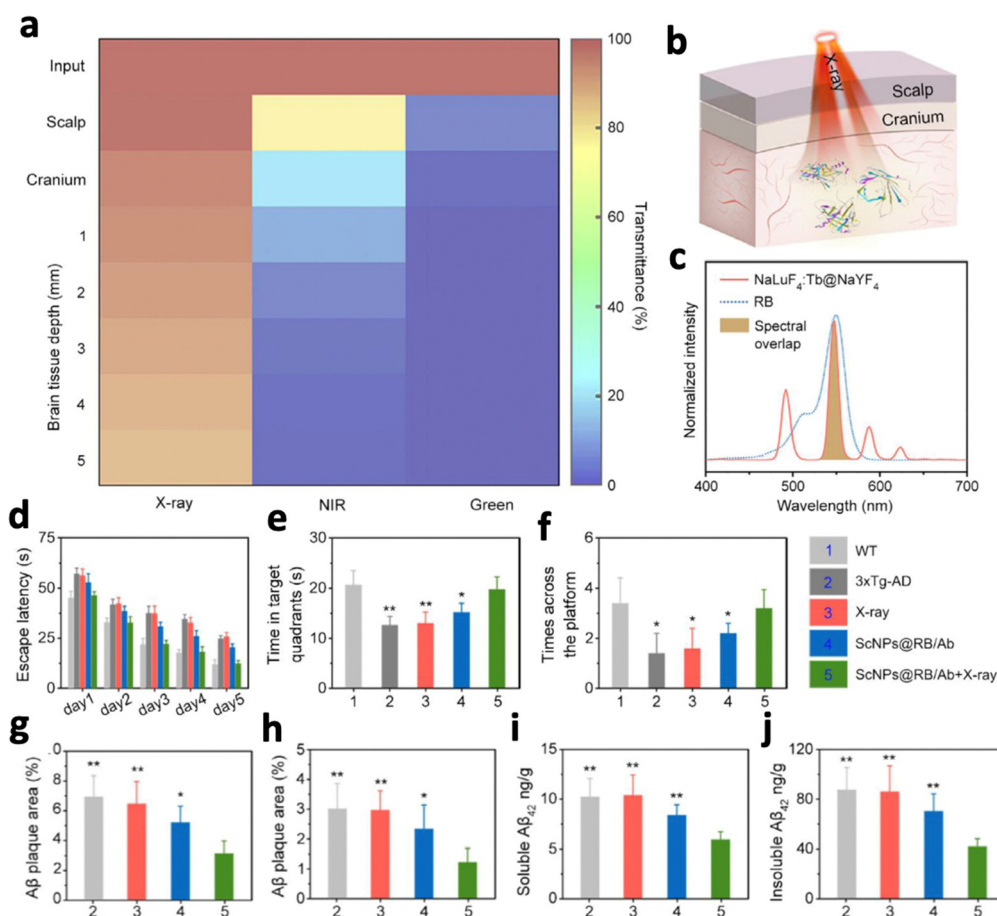 a
Input
Scalp
Cranium
1
2
3
4
5
Brain tissue depth (mm)
X-ray
NIR
Green
100
80
60
40
20
0
Transmittance (%)
b
X-ray
Scalp
Cranium
c
NaLuF₄:Tb@NaYF₄
RB
Spectral
overlap
Normalized intensity
400
500
600
700
Wavelength (nm)
d
Escape latency (s)
75
50
25
0
day1
day2
day3
day4
day5
e
Time in target
quadrants (s)
30
20
10
0
**
**
*
1
2
3
4
5
f
Times across
the platform
6
4
2
0
*
*
*
1
2
3
4
5
1
WT
2
3xTg-AD
3
X-ray
4
ScNPs@RB/Ab
5
ScNPs@RB/Ab+X-ray
g
Aβ plaque area (%)
0
8
6
4
2
0
**
**
*
2
3
4
5
h
Aβ plaque area (%)
5
4
3
2
1
0
**
**
*
2
3
4
5
i
Soluble Aβ₄₂ ng/g
15
10
5
0
**
**
**
2
3
4
5
j
Insoluble Aβ₄₂ ng/g
120
80
40
0
**
**
**
2
3
4
5